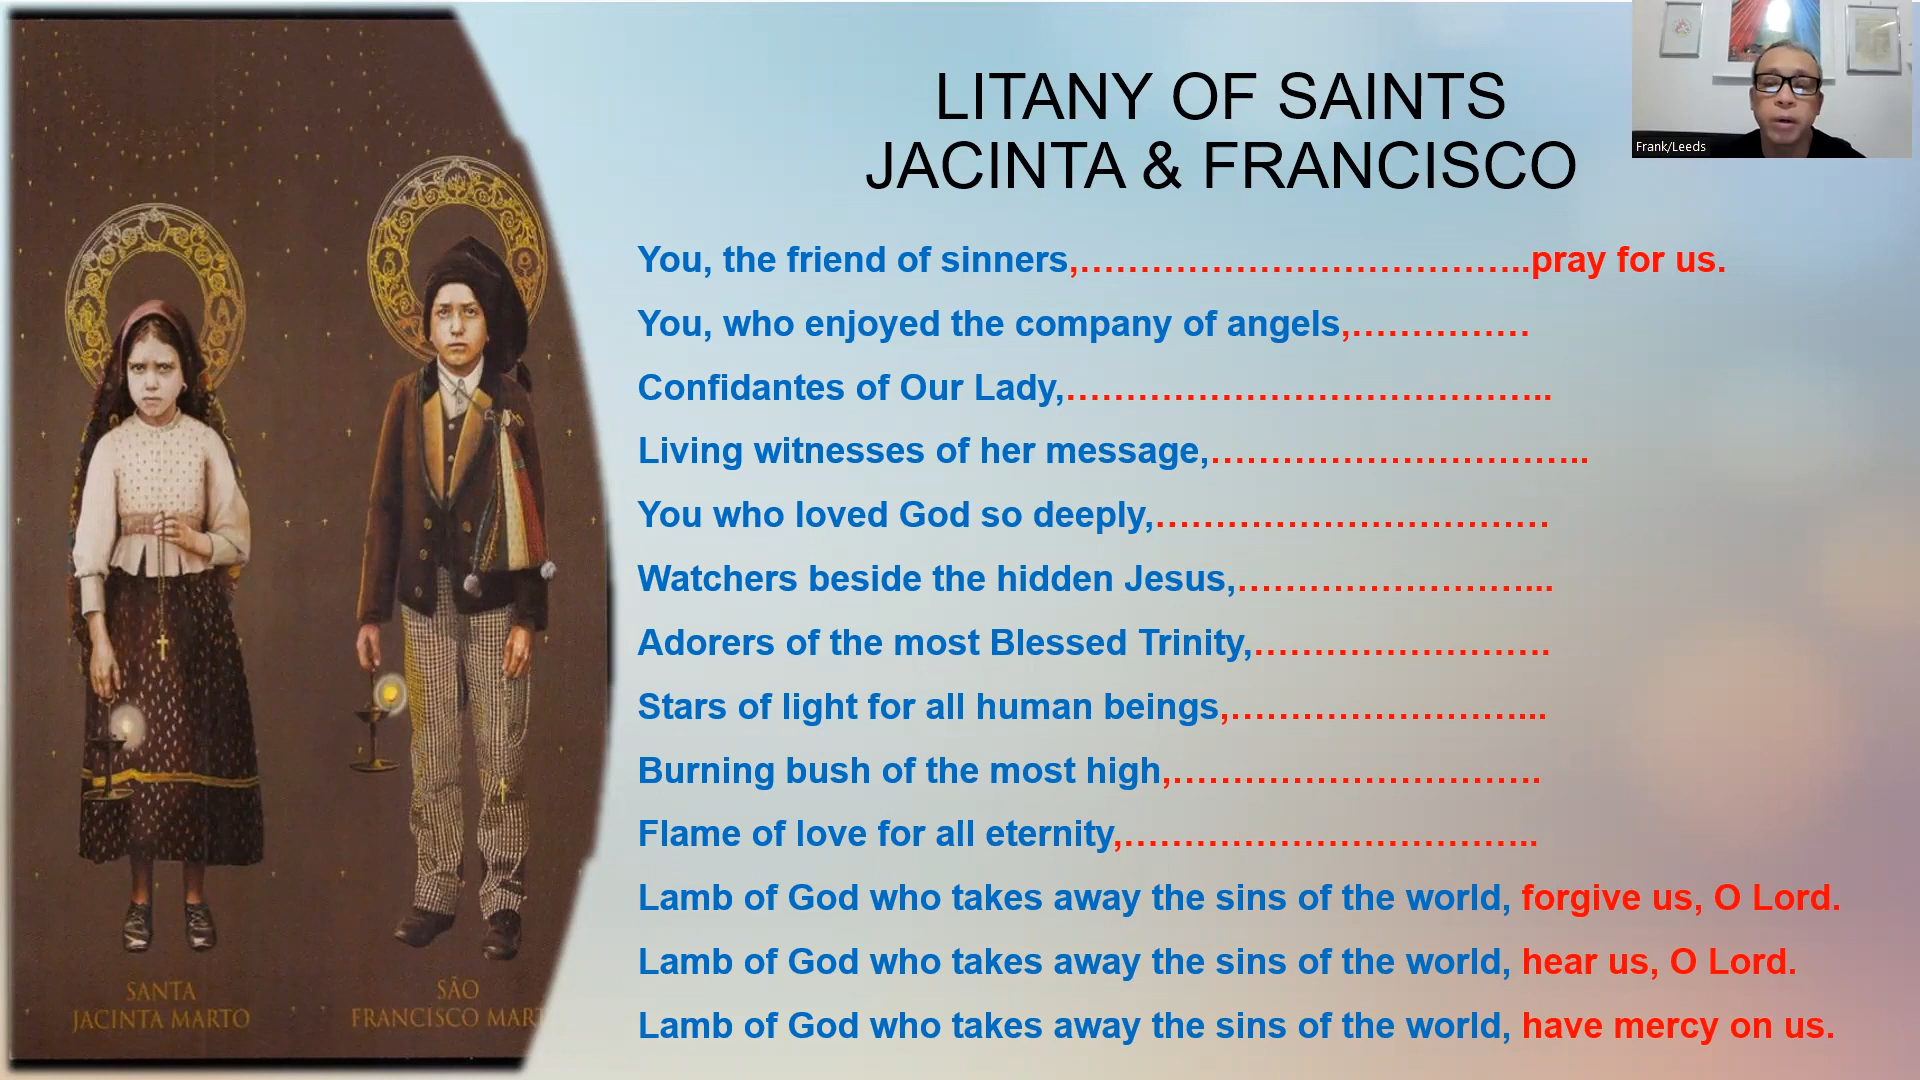 LITANY OF SAINTS
JACINTA & FRANCISCO
Frank/Leeds
You, the friend of sinners,…………………………………..pray for us.
You, who enjoyed the company of angels,……………
Confidantes of Our Lady,……………………………………..
Living witnesses of her message,…………………………..
You who loved God so deeply,……………………………
Watchers beside the hidden Jesus,……………………...
Adorers of the most Blessed Trinity,…………………….
Stars of light for all human beings,……………………...
Burning bush of the most high,………………………….
Flame of love for all eternity,……………………………..
Lamb of God who takes away the sins of the world, forgive us, O Lord.
Lamb of God who takes away the sins of the world, hear us, O Lord.
Lamb of God who takes away the sins of the world, have mercy on us.
SANTA
JACINTA MARTO
SÃO
FRANCISCO MART